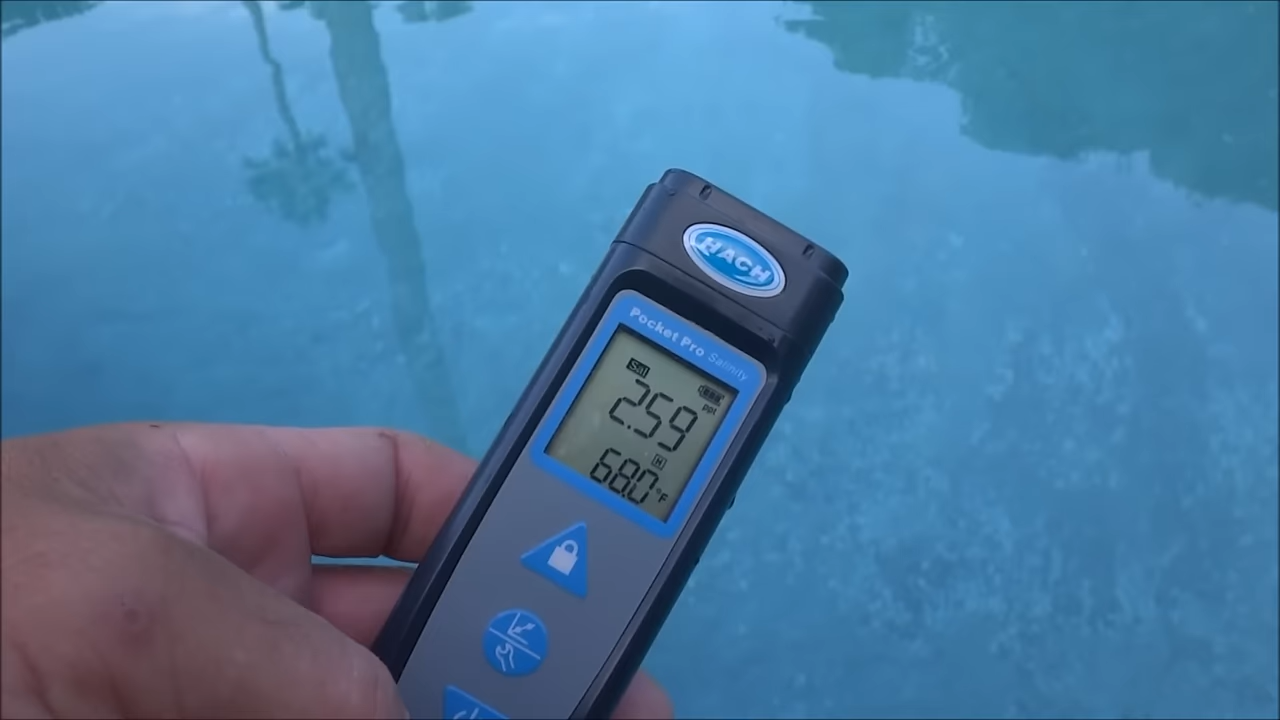 HACH
Pocket Pro Salinity
Sal
2.59 ppt
H
68.0 °F